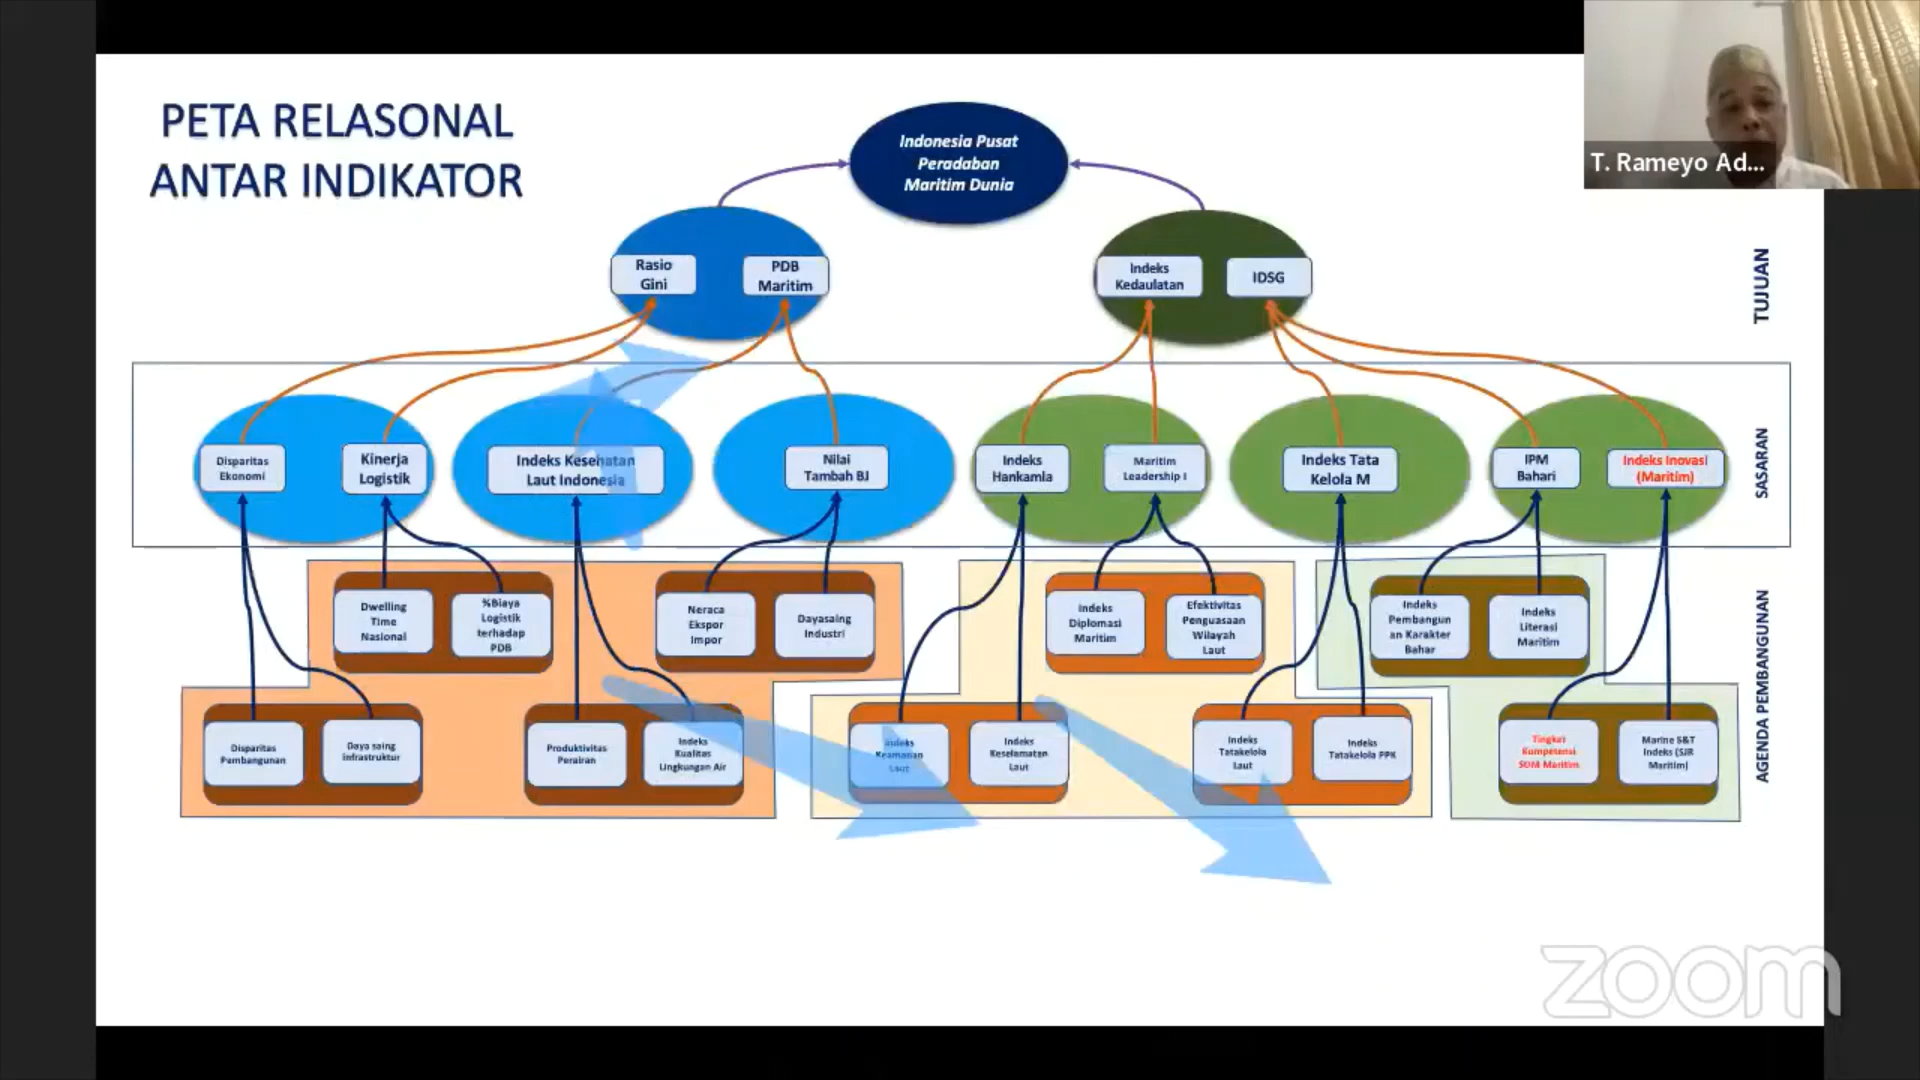 PETA RELASONAL
ANTAR INDIKATOR
Indonesia Pusat
Peradaban
Maritim Dunia
T. Rameyo Ad...
Rasio
Gini
PDB
Maritim
Indeks
Kedaulatan
IDSG
TUJUAN
Disparitas
Ekonomi
Kinerja
Logistik
Indeks Kesehatan
Laut Indonesia
Nilai
Tambah BJ
Indeks
Hankamla
Maritim
Leadership I
Indeks Tata
Kelola M
IPM
Bahari
Indeks Inovasi
(Maritim)
SASARAN
Dwelling
Time
Nasional
%Biaya
Logistik
terhadap
PDB
Neraca
Ekspor
Impor
Dayasaing
Industri
Indeks
Diplomasi
Maritim
Efektivitas
Penguasaan
Wilayah
Laut
Indeks
Pembangun
an Karakter
Bahar
Indeks
Literasi
Maritim
AGENDA PEMBANGUNAN
Disparitas
Pembangunan
Daya saing
Infrastruktur
Produktivitas
Perairan
Indeks
Kualitas
Lingkungan Air
Indeks
Keamanan
Laut
Indeks
Keselamatan
Laut
Indeks
Tatakelola
Laut
Indeks
Tatakelola PPK
Tingkat
Kompetensi
SDM Maritim
Marine S&T
Indeks (SJR
Maritim)
zoom